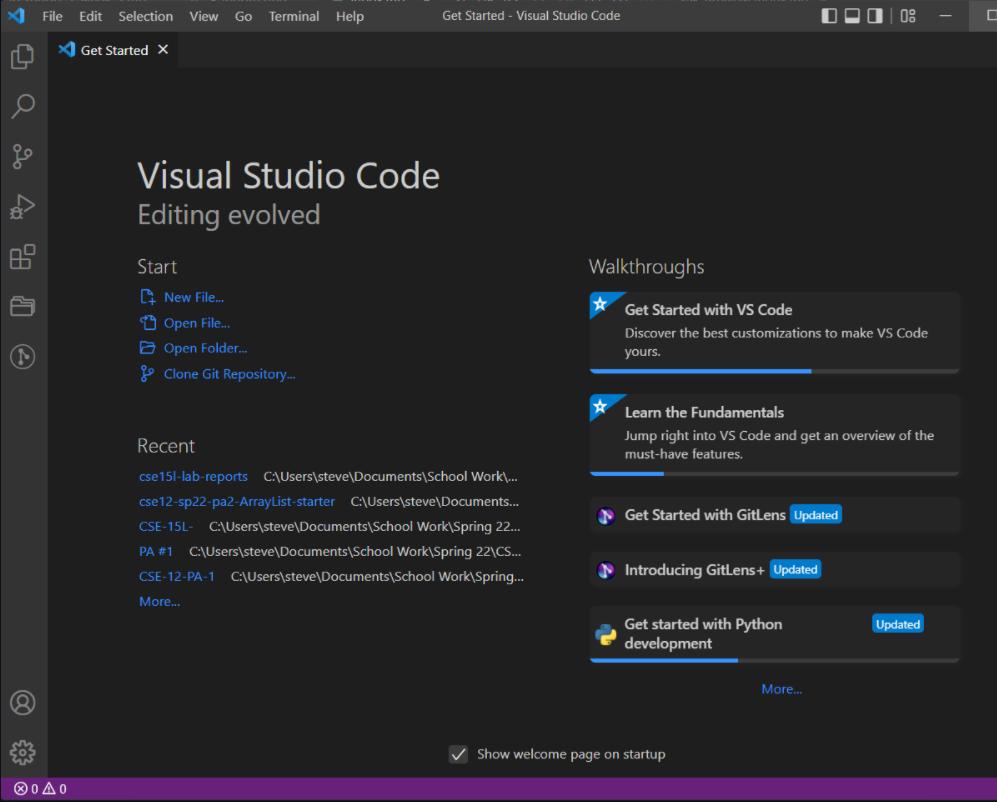 File Edit Selection View Go Terminal Help Get Started - Visual Studio Code
Get Started
Visual Studio Code
Editing evolved
Start
New File...
Open File...
Open Folder...
Clone Git Repository...
Recent
cse15l-lab-reports C:\Users\steve\Documents\School Work\...
cse12-sp22-pa2-ArrayList-starter C:\Users\steve\Documents...
CSE-15L- C:\Users\steve\Documents\School Work\Spring 22...
PA #1 C:\Users\steve\Documents\School Work\Spring 22\CS...
CSE-12-PA-1 C:\Users\steve\Documents\School Work\Spring...
More...
Walkthroughs
Get Started with VS Code
Discover the best customizations to make VS Code
yours.
Learn the Fundamentals
Jump right into VS Code and get an overview of the
must-have features.
Get Started with GitLens Updated
Introducing GitLens+ Updated
Get started with Python Updated
development
More...
Show welcome page on startup
0 0